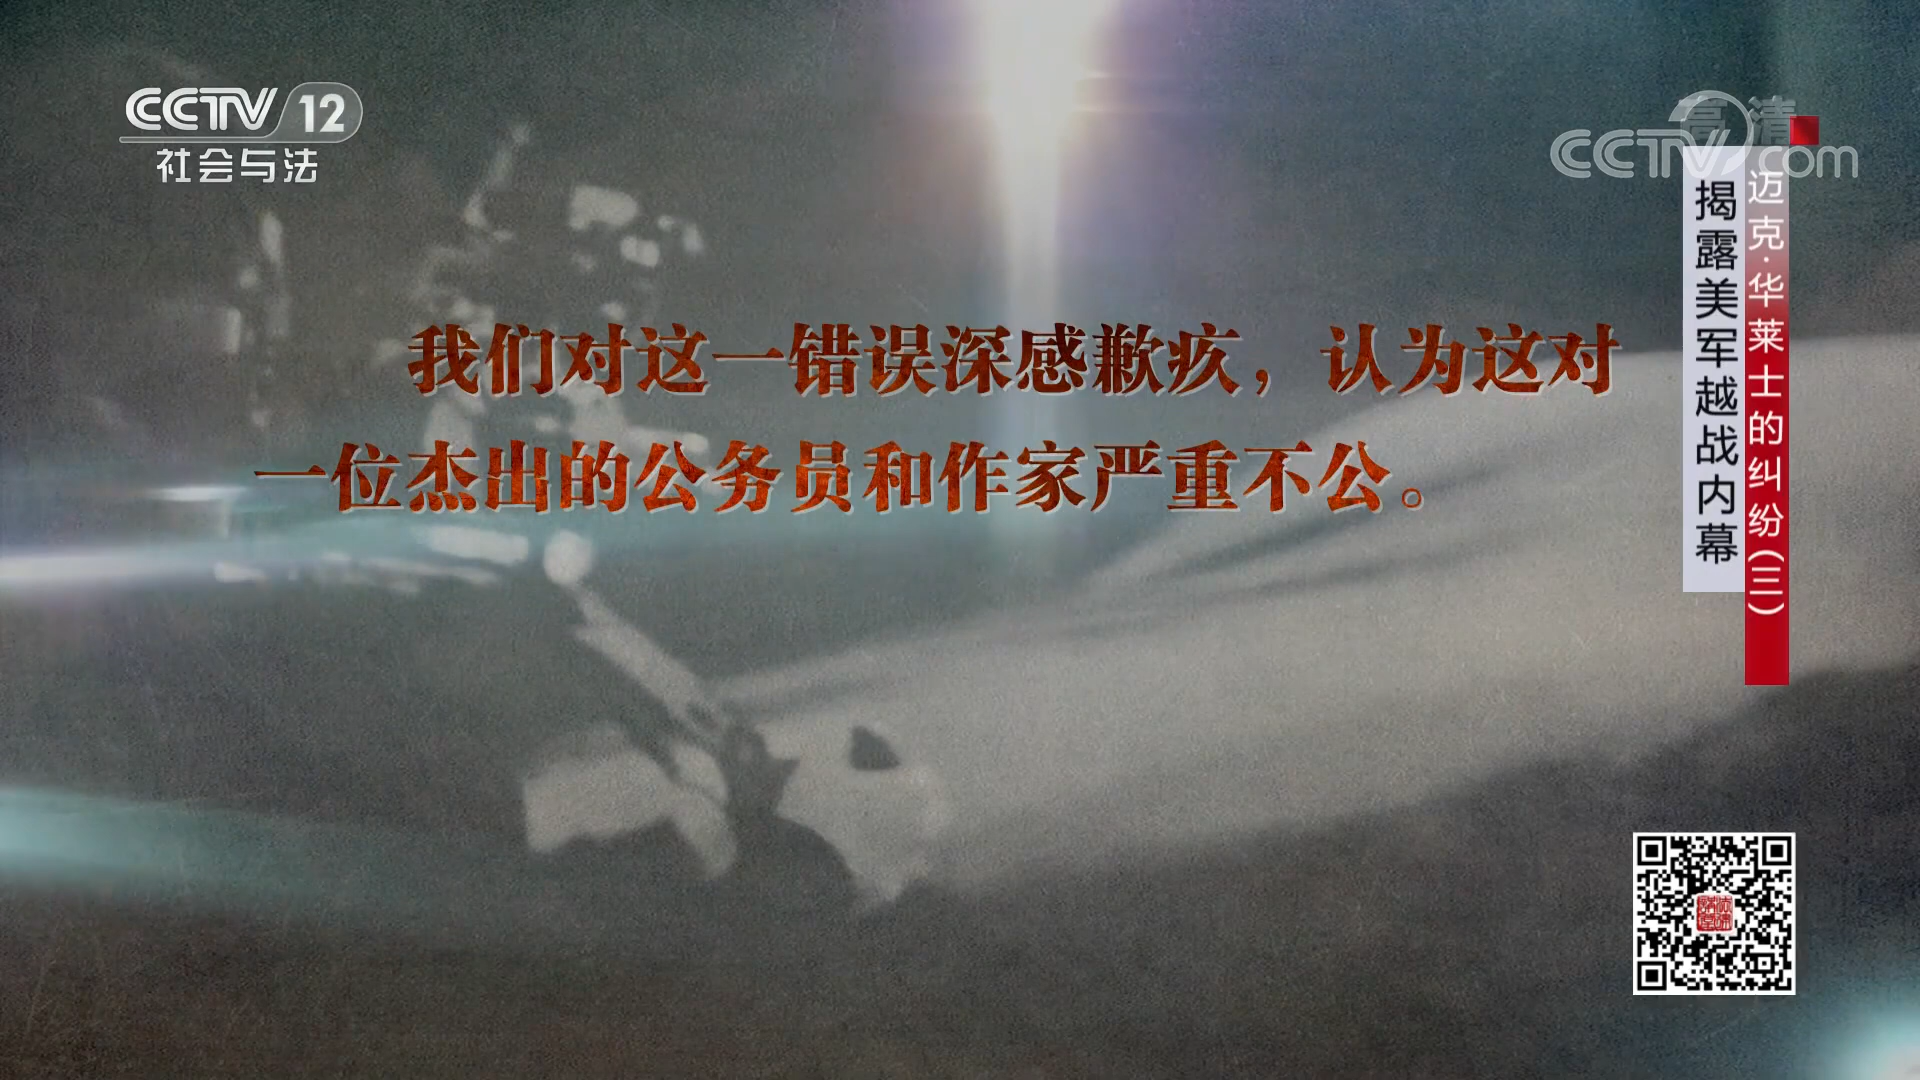 CCTV 12
社会与法
高清
CCTV.com
我们对这一错误深感歉疚，认为这对
一位杰出的公务员和作家严重不公。
迈克·华莱士的纠纷(三)
揭露美军越战内幕